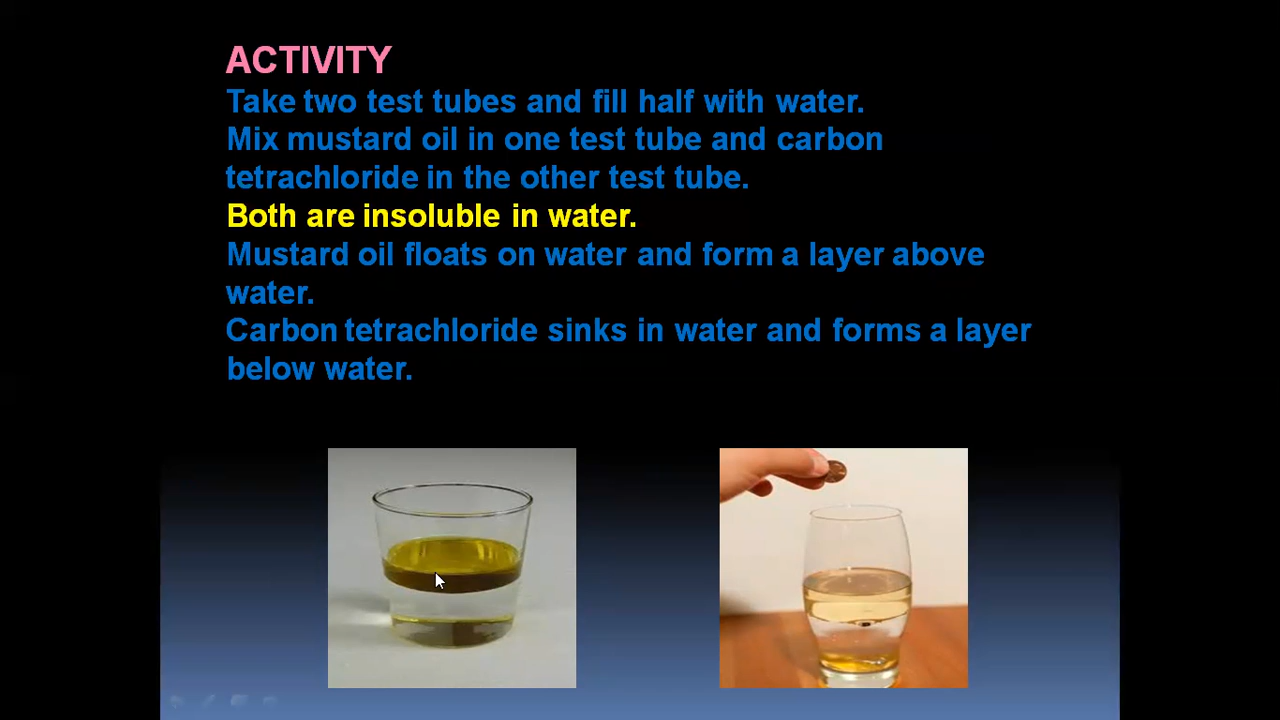 ACTIVITY
Take two test tubes and fill half with water.
Mix mustard oil in one test tube and carbon
tetrachloride in the other test tube.
Both are insoluble in water.
Mustard oil floats on water and form a layer above
water.
Carbon tetrachloride sinks in water and forms a layer
below water.